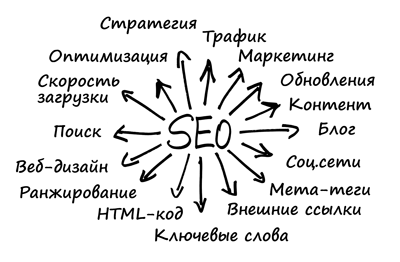 Стратегия
Трафик
Оптимизация
Маркетинг
Скорость
загрузки
Обновления
Контент
Поиск
SEO
Блог
Веб-дизайн
Соц.сети
Ранжирование
Мета-теги
HTML-код
Внешние ссылки
Ключевые слова